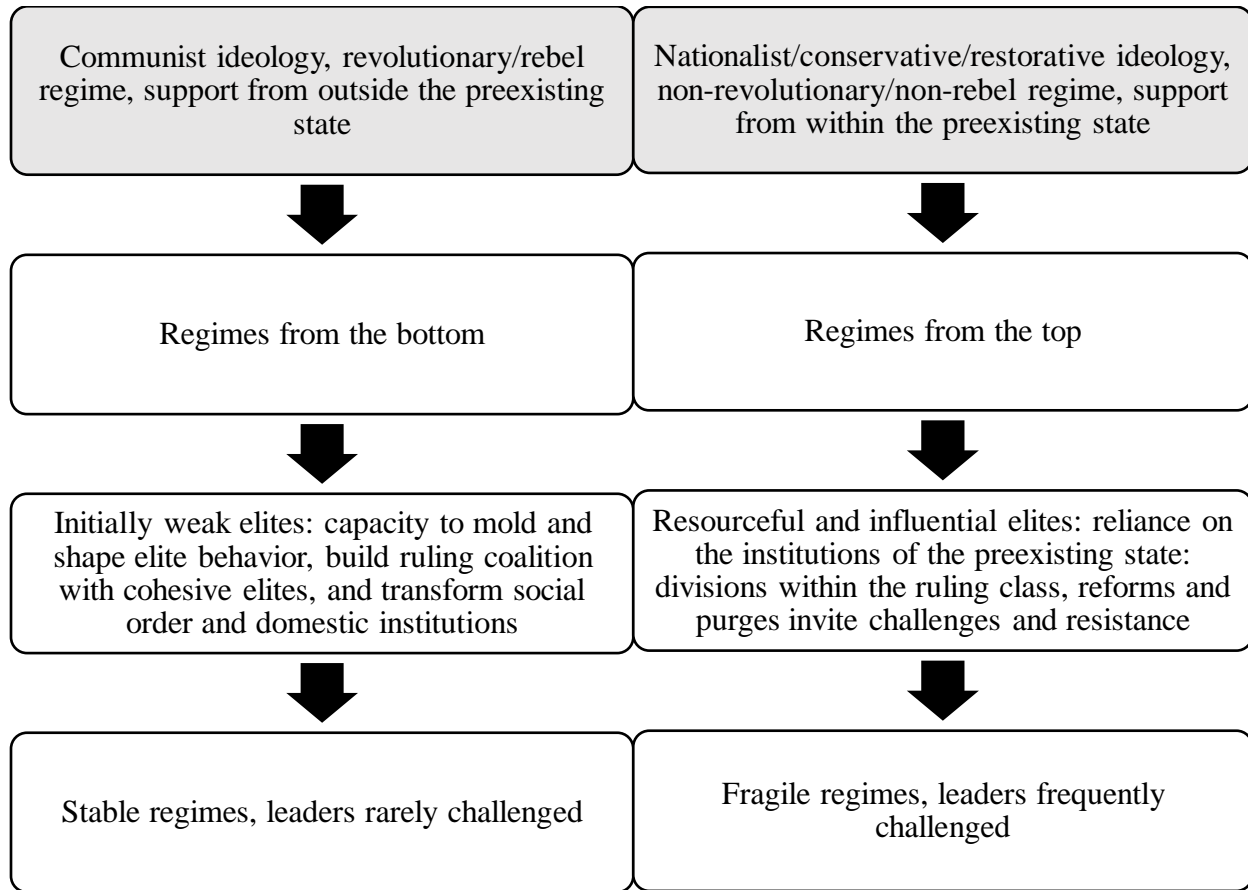 Communist ideology, revolutionary/rebel
regime, support from outside the preexisting
state
Nationalist/conservative/restorative ideology,
non-revolutionary/non-rebel regime, support
from within the preexisting state
Regimes from the bottom
Regimes from the top
Initially weak elites: capacity to mold and
shape elite behavior, build ruling coalition
with cohesive elites, and transform social
order and domestic institutions
Resourceful and influential elites: reliance on
the institutions of the preexisting state:
divisions within the ruling class, reforms and
purges invite challenges and resistance
Stable regimes, leaders rarely challenged
Fragile regimes, leaders frequently
challenged